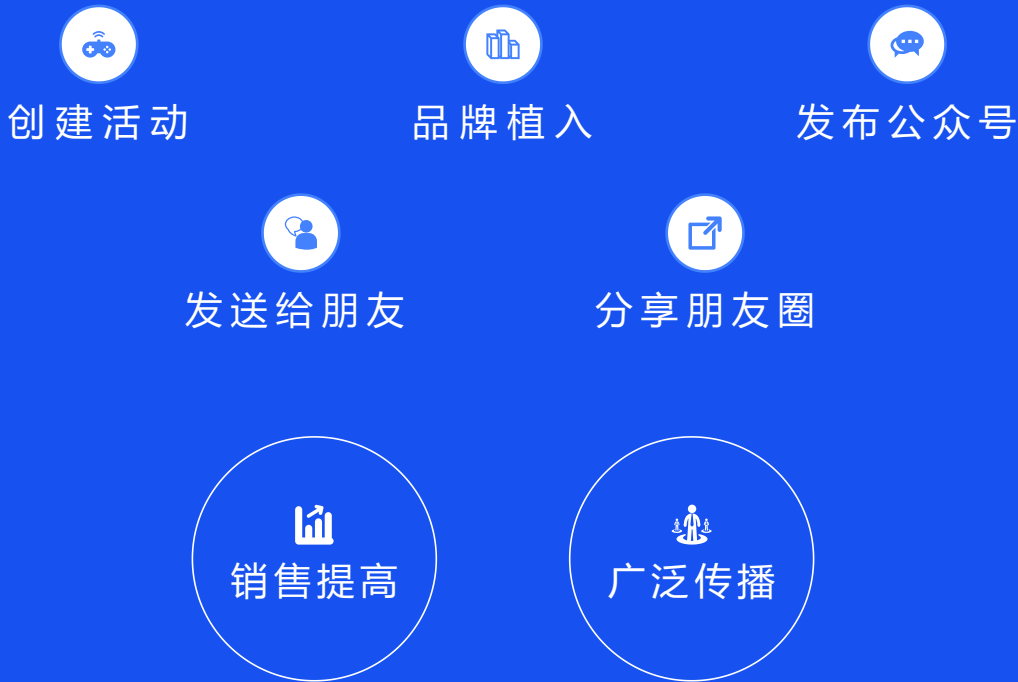 创建活动
品牌植入
发布公众号
发送给朋友
分享朋友圈
销售提高
广泛传播